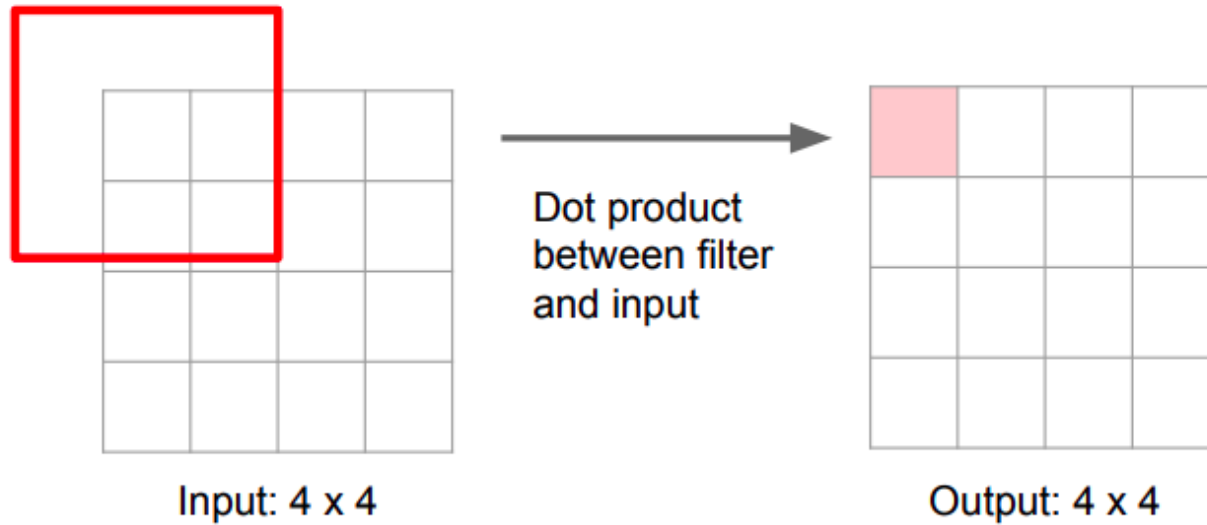 Dot product
between filter
and input
Input: 4 x 4
Output: 4 x 4